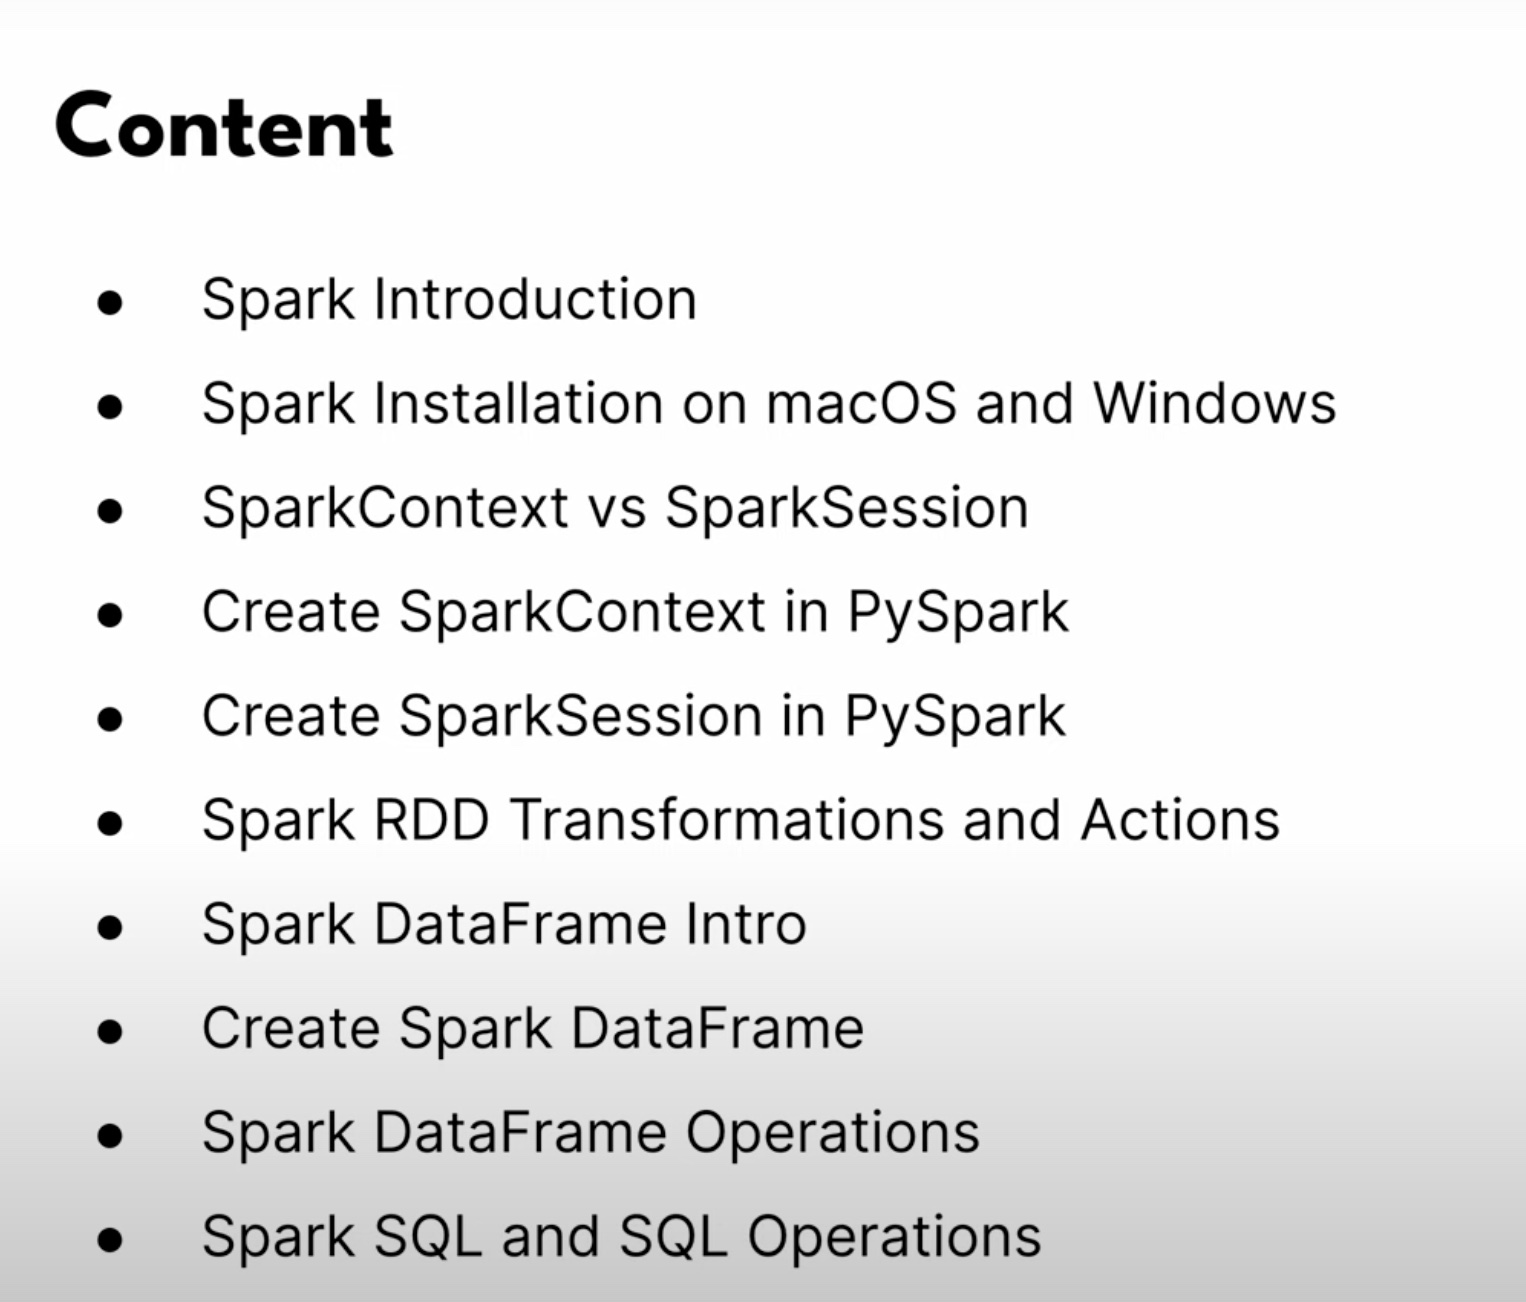 Content
● Spark Introduction
● Spark Installation on macOS and Windows
● SparkContext vs SparkSession
● Create SparkContext in PySpark
● Create SparkSession in PySpark
● Spark RDD Transformations and Actions
● Spark DataFrame Intro
● Create Spark DataFrame
● Spark DataFrame Operations
● Spark SQL and SQL Operations